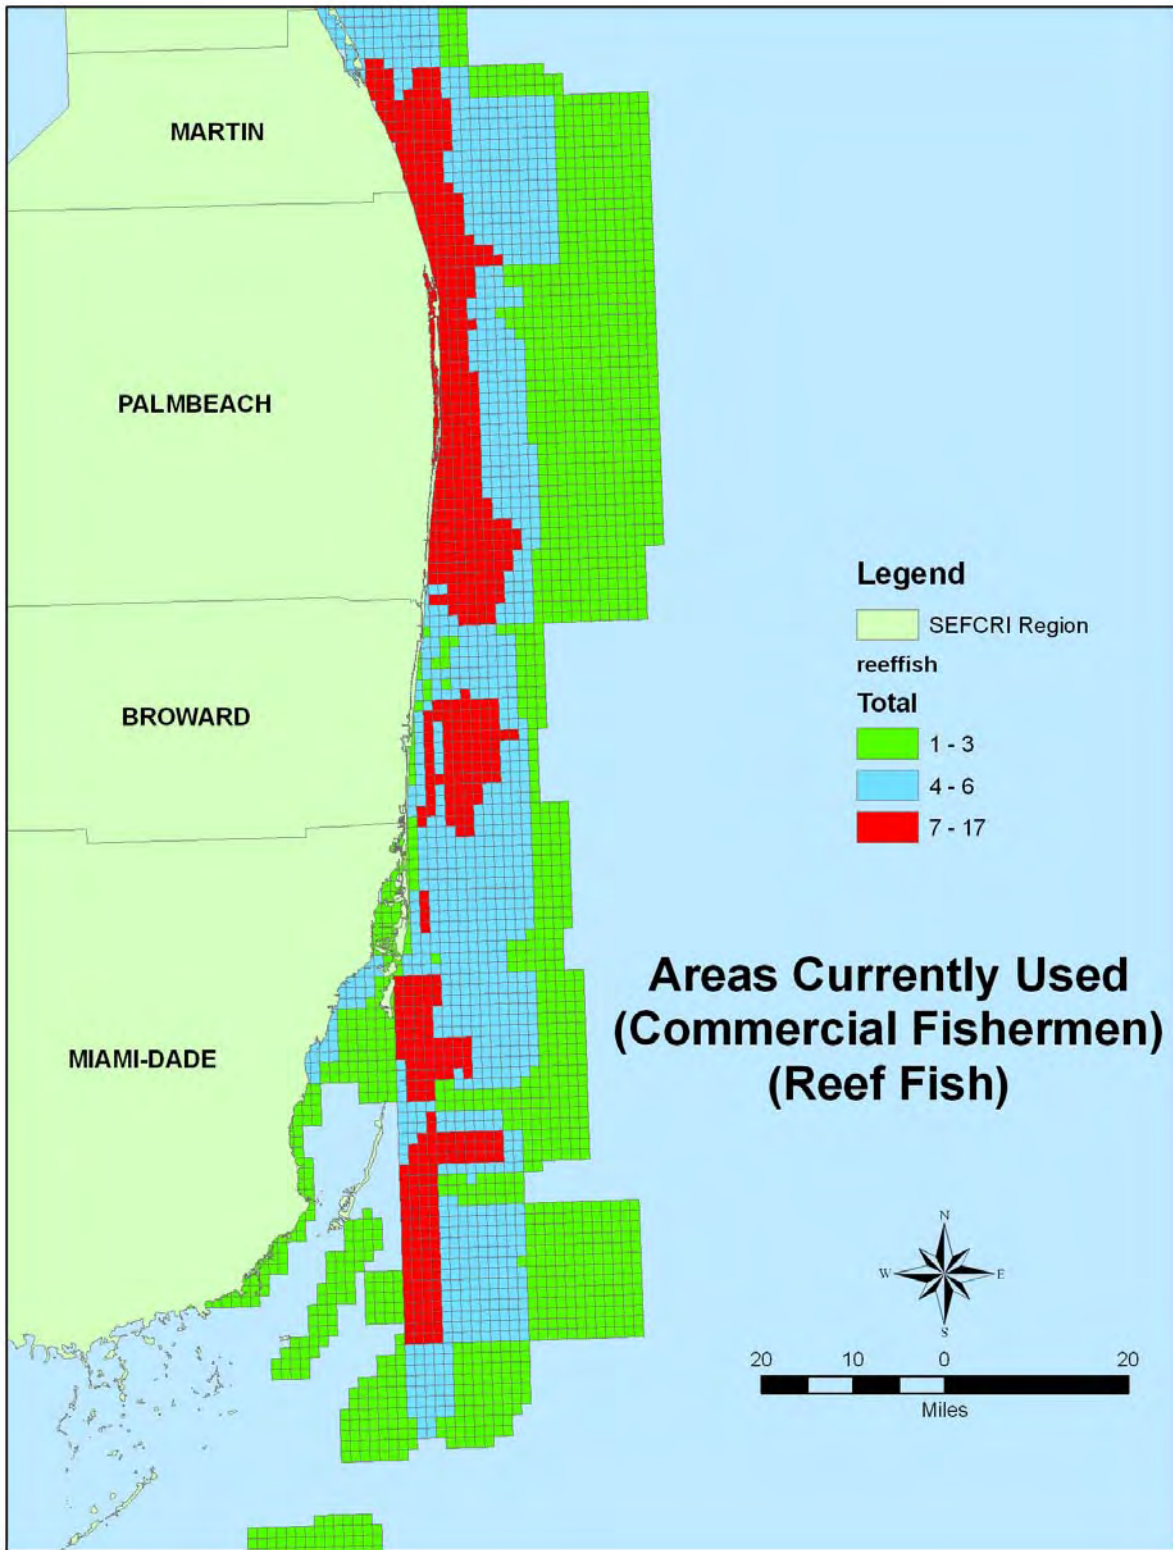 MARTIN
PALMBEACH
BROWARD
MIAMI-DADE
Legend
SEFCRI Region
reeffish
Total
1 - 3
4 - 6
7 - 17
Areas Currently Used
(Commercial Fishermen)
(Reef Fish)
N
W E
S
20 10 0 20
Miles